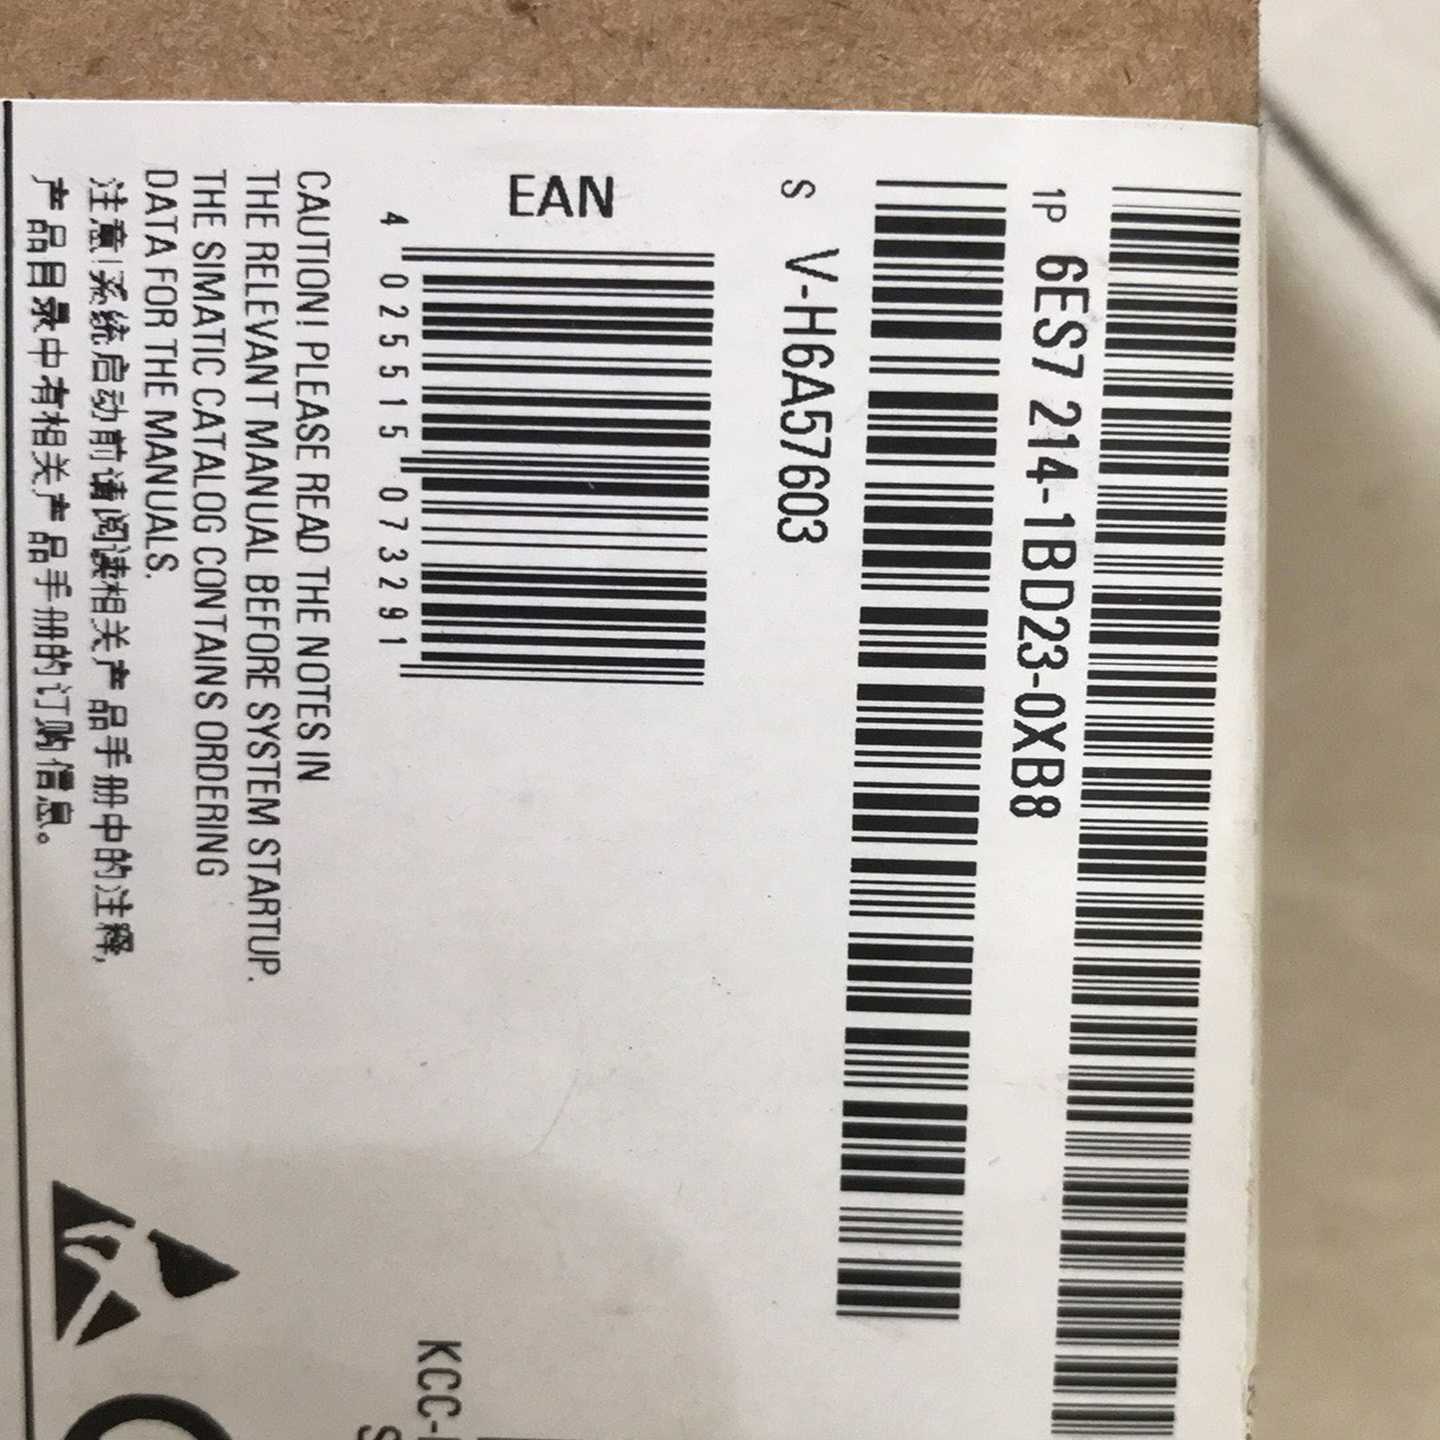 1P 6ES7 214-1BD23-0XB8
S V-H6A57603
EAN
4 025515 073291
CAUTION! PLEASE READ THE NOTES IN
THE RELEVANT MANUAL BEFORE SYSTEM STARTUP.
THE SIMATIC CATALOG CONTAINS ORDERING
DATA FOR THE MANUALS.
注意!系统启动前请阅读相关产品手册中的注释,
产品目录中有相关产品手册的订购信息。
KCC-